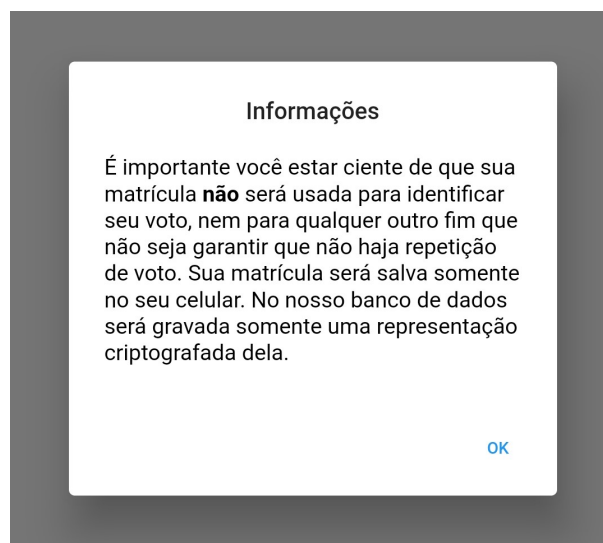 Informações
É importante você estar ciente de que sua
matrícula não será usada para identificar
seu voto, nem para qualquer outro fim que
não seja garantir que não haja repetição
de voto. Sua matrícula será salva somente
no seu celular. No nosso banco de dados
será gravada somente uma representação
criptografada dela.
OK